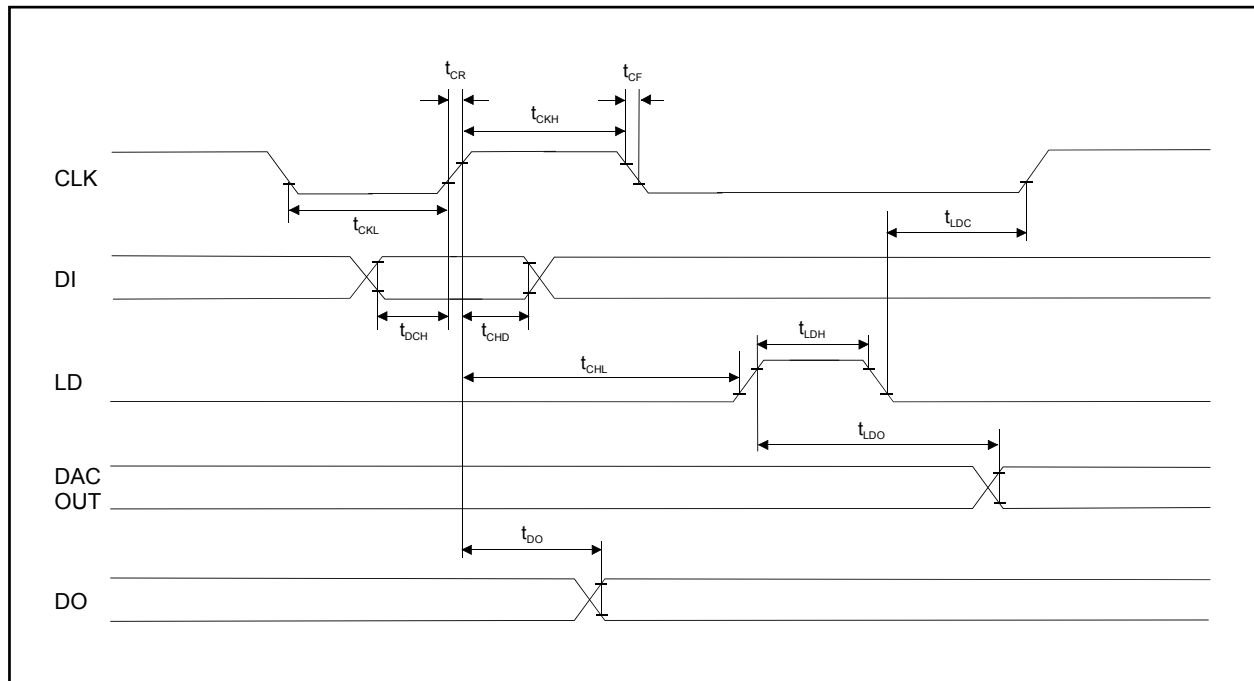 tCR
tCF
tCKH
CLK
tCKL
tLDC
DI
tDCH
tCHD
tLDH
tCHL
LD
tLDO
DAC
OUT
tDO
DO